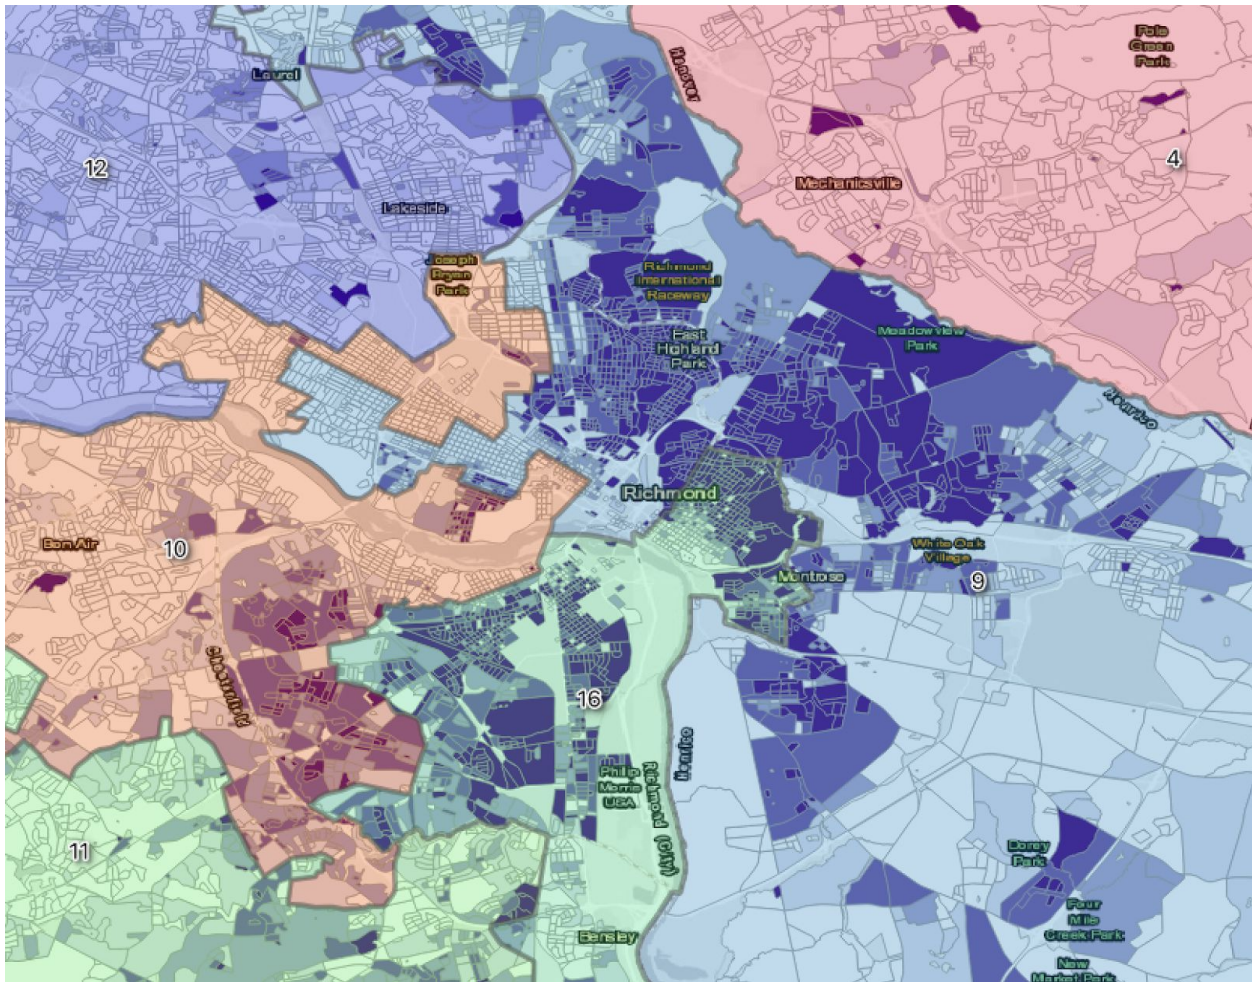 Hanover
Pole
Green
Park
Laurel
12
4
Mechanicsville
Lakeside
Joseph
Bryan
Park
Richmond
International
Raceway
East
Highland
Park
Meadowview
Park
Henrico
Richmond
Bon Air
10
White Oak
Village
9
Montrose
Chesterfield
16
Henrico
Philip
Morris
USA
Richmond (City)
11
Dorey
Park
Four
Mile
Creek Park
Bensley
New
Market Park